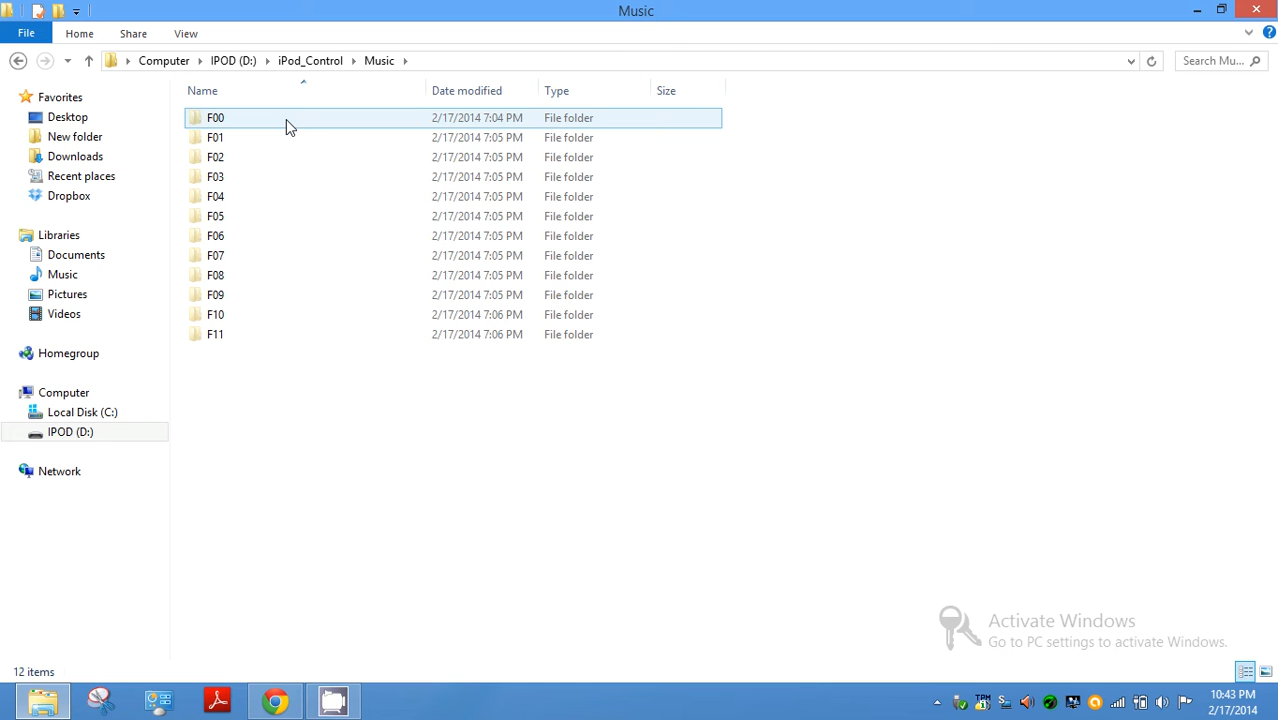 Music
File Home Share View
Computer IPOD (D:) iPod_Control Music Search Mu...
Name Date modified Type Size
Favorites
Desktop
New folder
Downloads
Recent places
Dropbox
Libraries
Documents
Music
Pictures
Videos
Homegroup
Computer
Local Disk (C:)
IPOD (D:)
Network
F00 2/17/2014 7:04 PM File folder
F01 2/17/2014 7:05 PM File folder
F02 2/17/2014 7:05 PM File folder
F03 2/17/2014 7:05 PM File folder
F04 2/17/2014 7:05 PM File folder
F05 2/17/2014 7:05 PM File folder
F06 2/17/2014 7:05 PM File folder
F07 2/17/2014 7:05 PM File folder
F08 2/17/2014 7:05 PM File folder
F09 2/17/2014 7:05 PM File folder
F10 2/17/2014 7:06 PM File folder
F11 2/17/2014 7:06 PM File folder
Activate Windows
Go to PC settings to activate Windows.
12 items
TPM
10:43 PM
2/17/2014